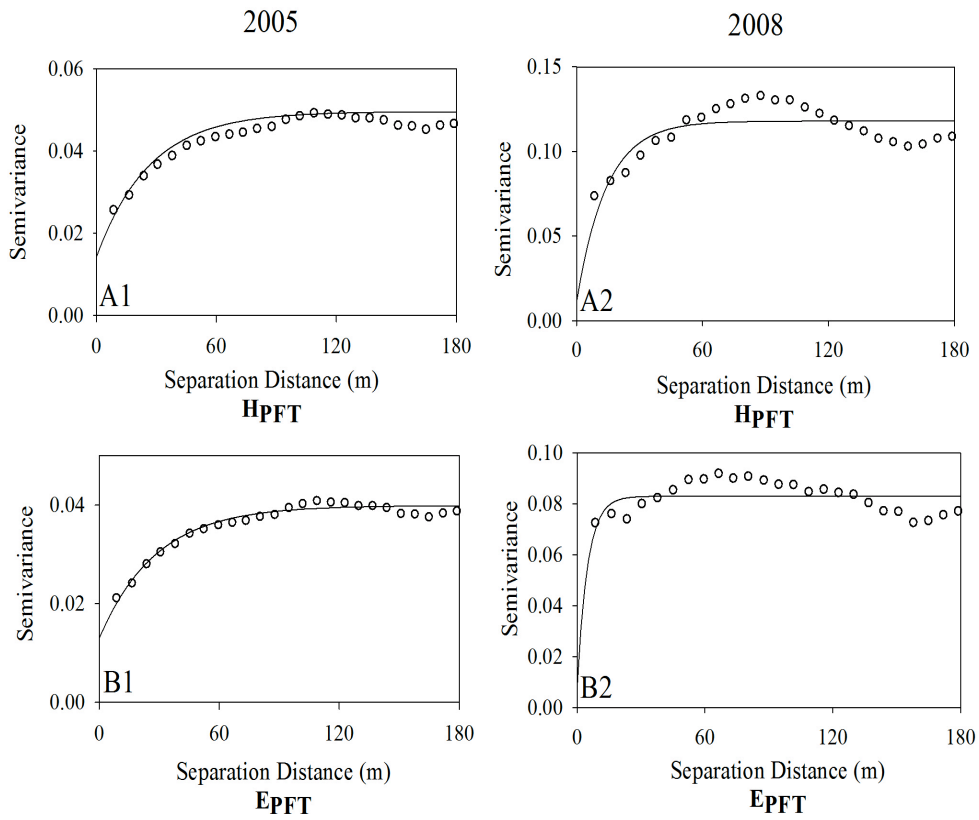 2005
2008
0.06
0.04
0.02
0.00
Semivariance
A1
0
60
120
180
Separation Distance (m)
HPFT
0.15
0.10
0.05
0.00
Semivariance
A2
0
60
120
180
Separation Distance (m)
HPFT
0.04
0.02
0.00
Semivariance
B1
0
60
120
180
Separation Distance (m)
EPFT
0.10
0.08
0.06
0.04
0.02
0.00
Semivariance
B2
0
60
120
180
Separation Distance (m)
EPFT